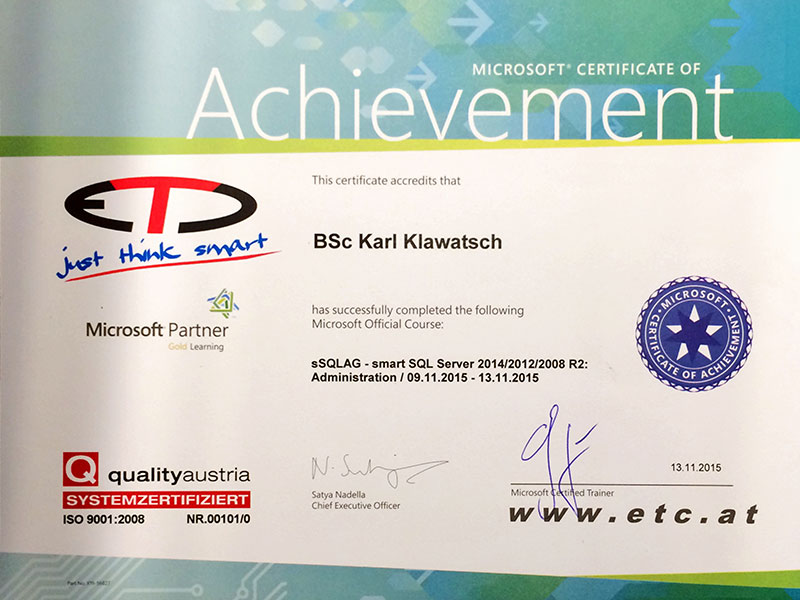 MICROSOFT® CERTIFICATE OF
Achievement
This certificate accredits that
ETC
just think smart
BSc Karl Klawatsch
Microsoft Partner
Gold Learning
has successfully completed the following
Microsoft Official Course:
MICROSOFT
CERTIFICATE OF ACHIEVEMENT
sSQLAG - smart SQL Server 2014/2012/2008 R2:
Administration / 09.11.2015 - 13.11.2015
Q qualityaustria
SYSTEMZERTIFIZIERT
ISO 9001:2008 NR.00101/0
Satya Nadella
Chief Executive Officer
13.11.2015
Microsoft Certified Trainer
www.etc.at